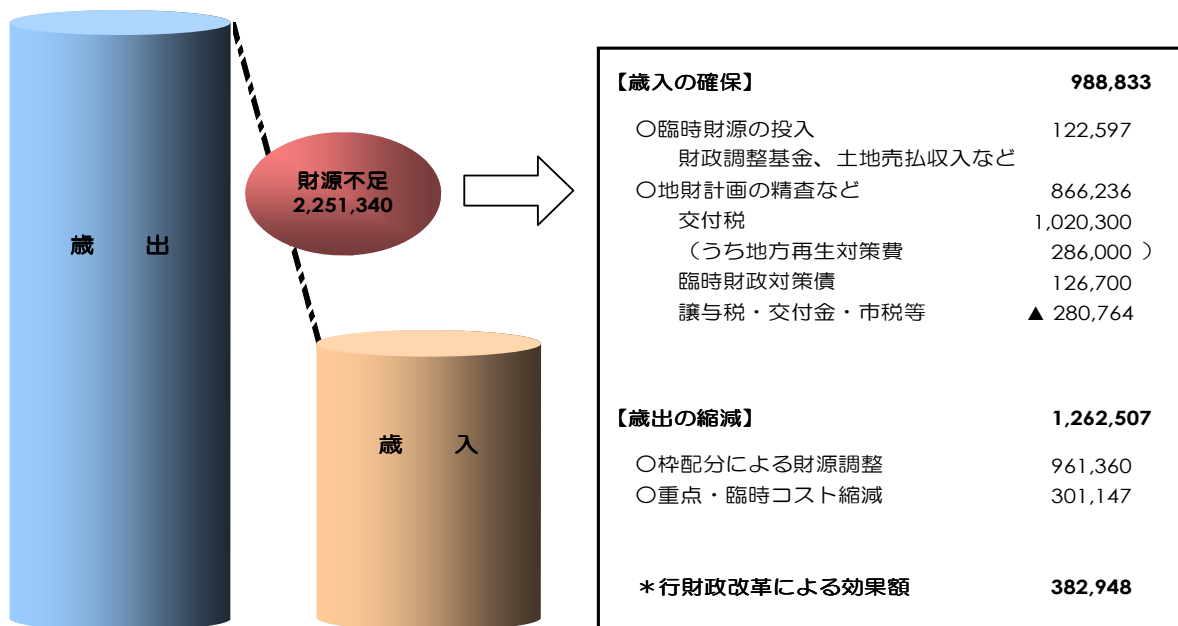 歳　出
財源不足
2,251,340
歳　入
【歳入の確保】 988,833
〇臨時財源の投入 122,597
財政調整基金、土地売払収入など
〇地財計画の精査など 866,236
交付税 1,020,300
（うち地方再生対策費 286,000 ）
臨時財政対策債 126,700
譲与税・交付金・市税等 ▲ 280,764
【歳出の縮減】 1,262,507
〇枠配分による財源調整 961,360
〇重点・臨時コスト縮減 301,147
＊行財政改革による効果額 382,948